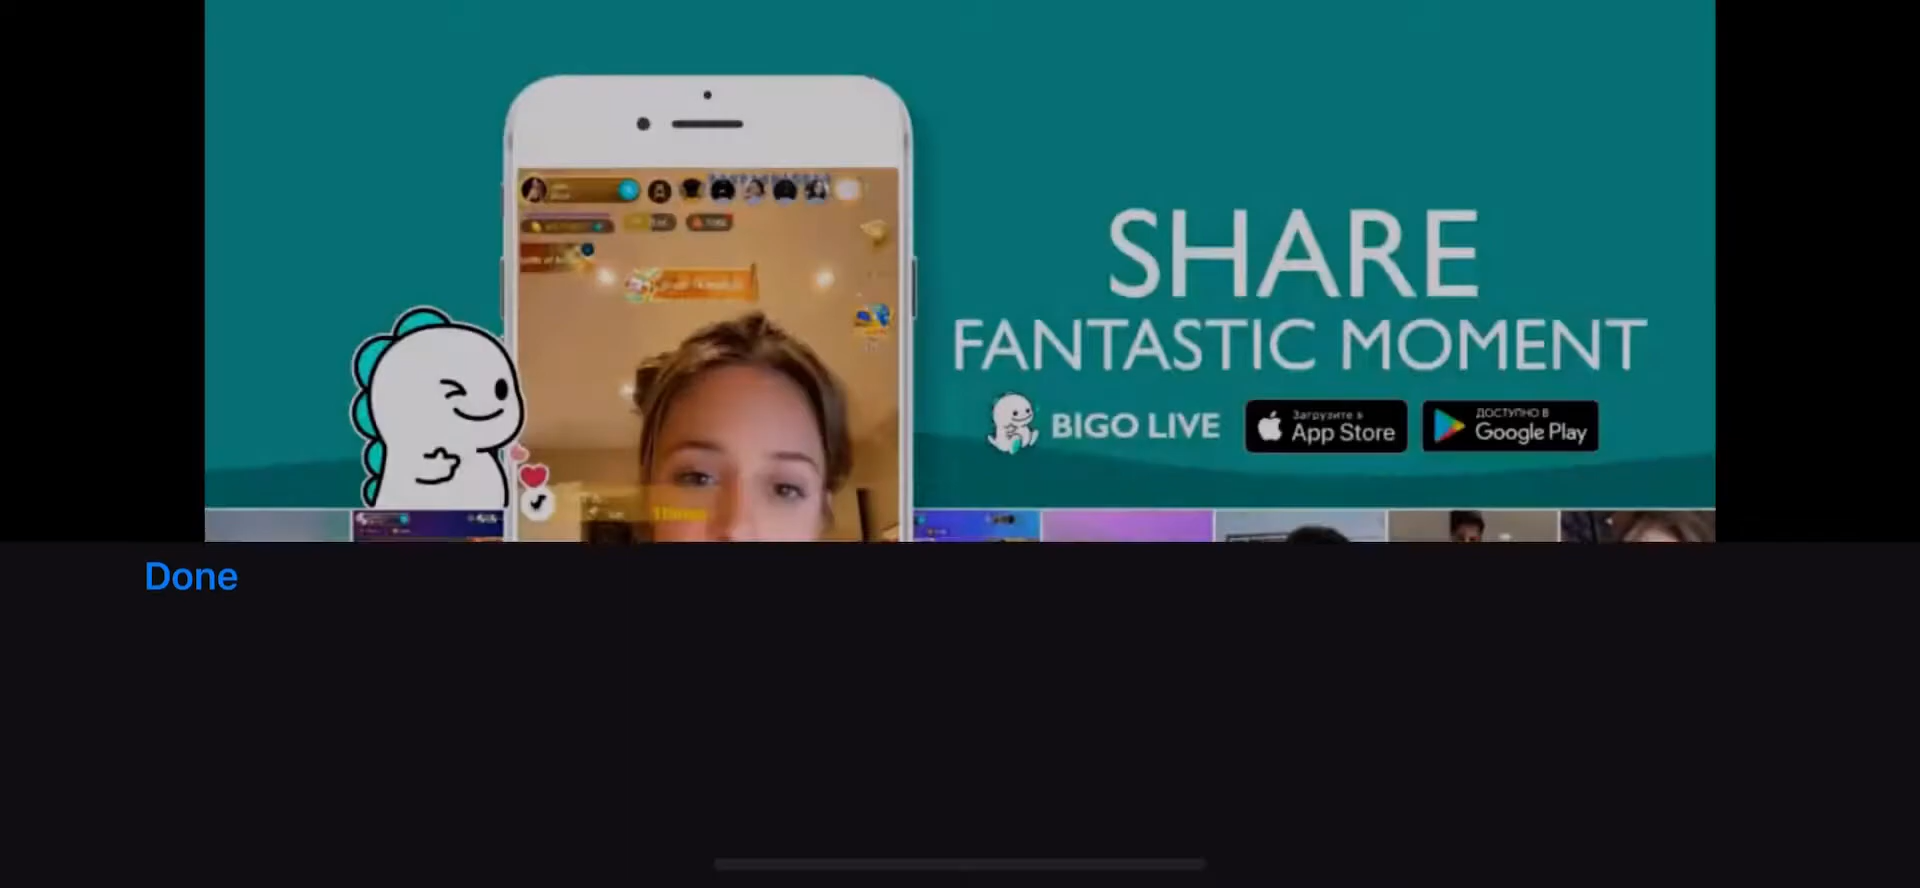 SHARE
FANTASTIC MOMENT
BIGO LIVE
Загрузите в
App Store
ДОСТУПНО В
Google Play
Done